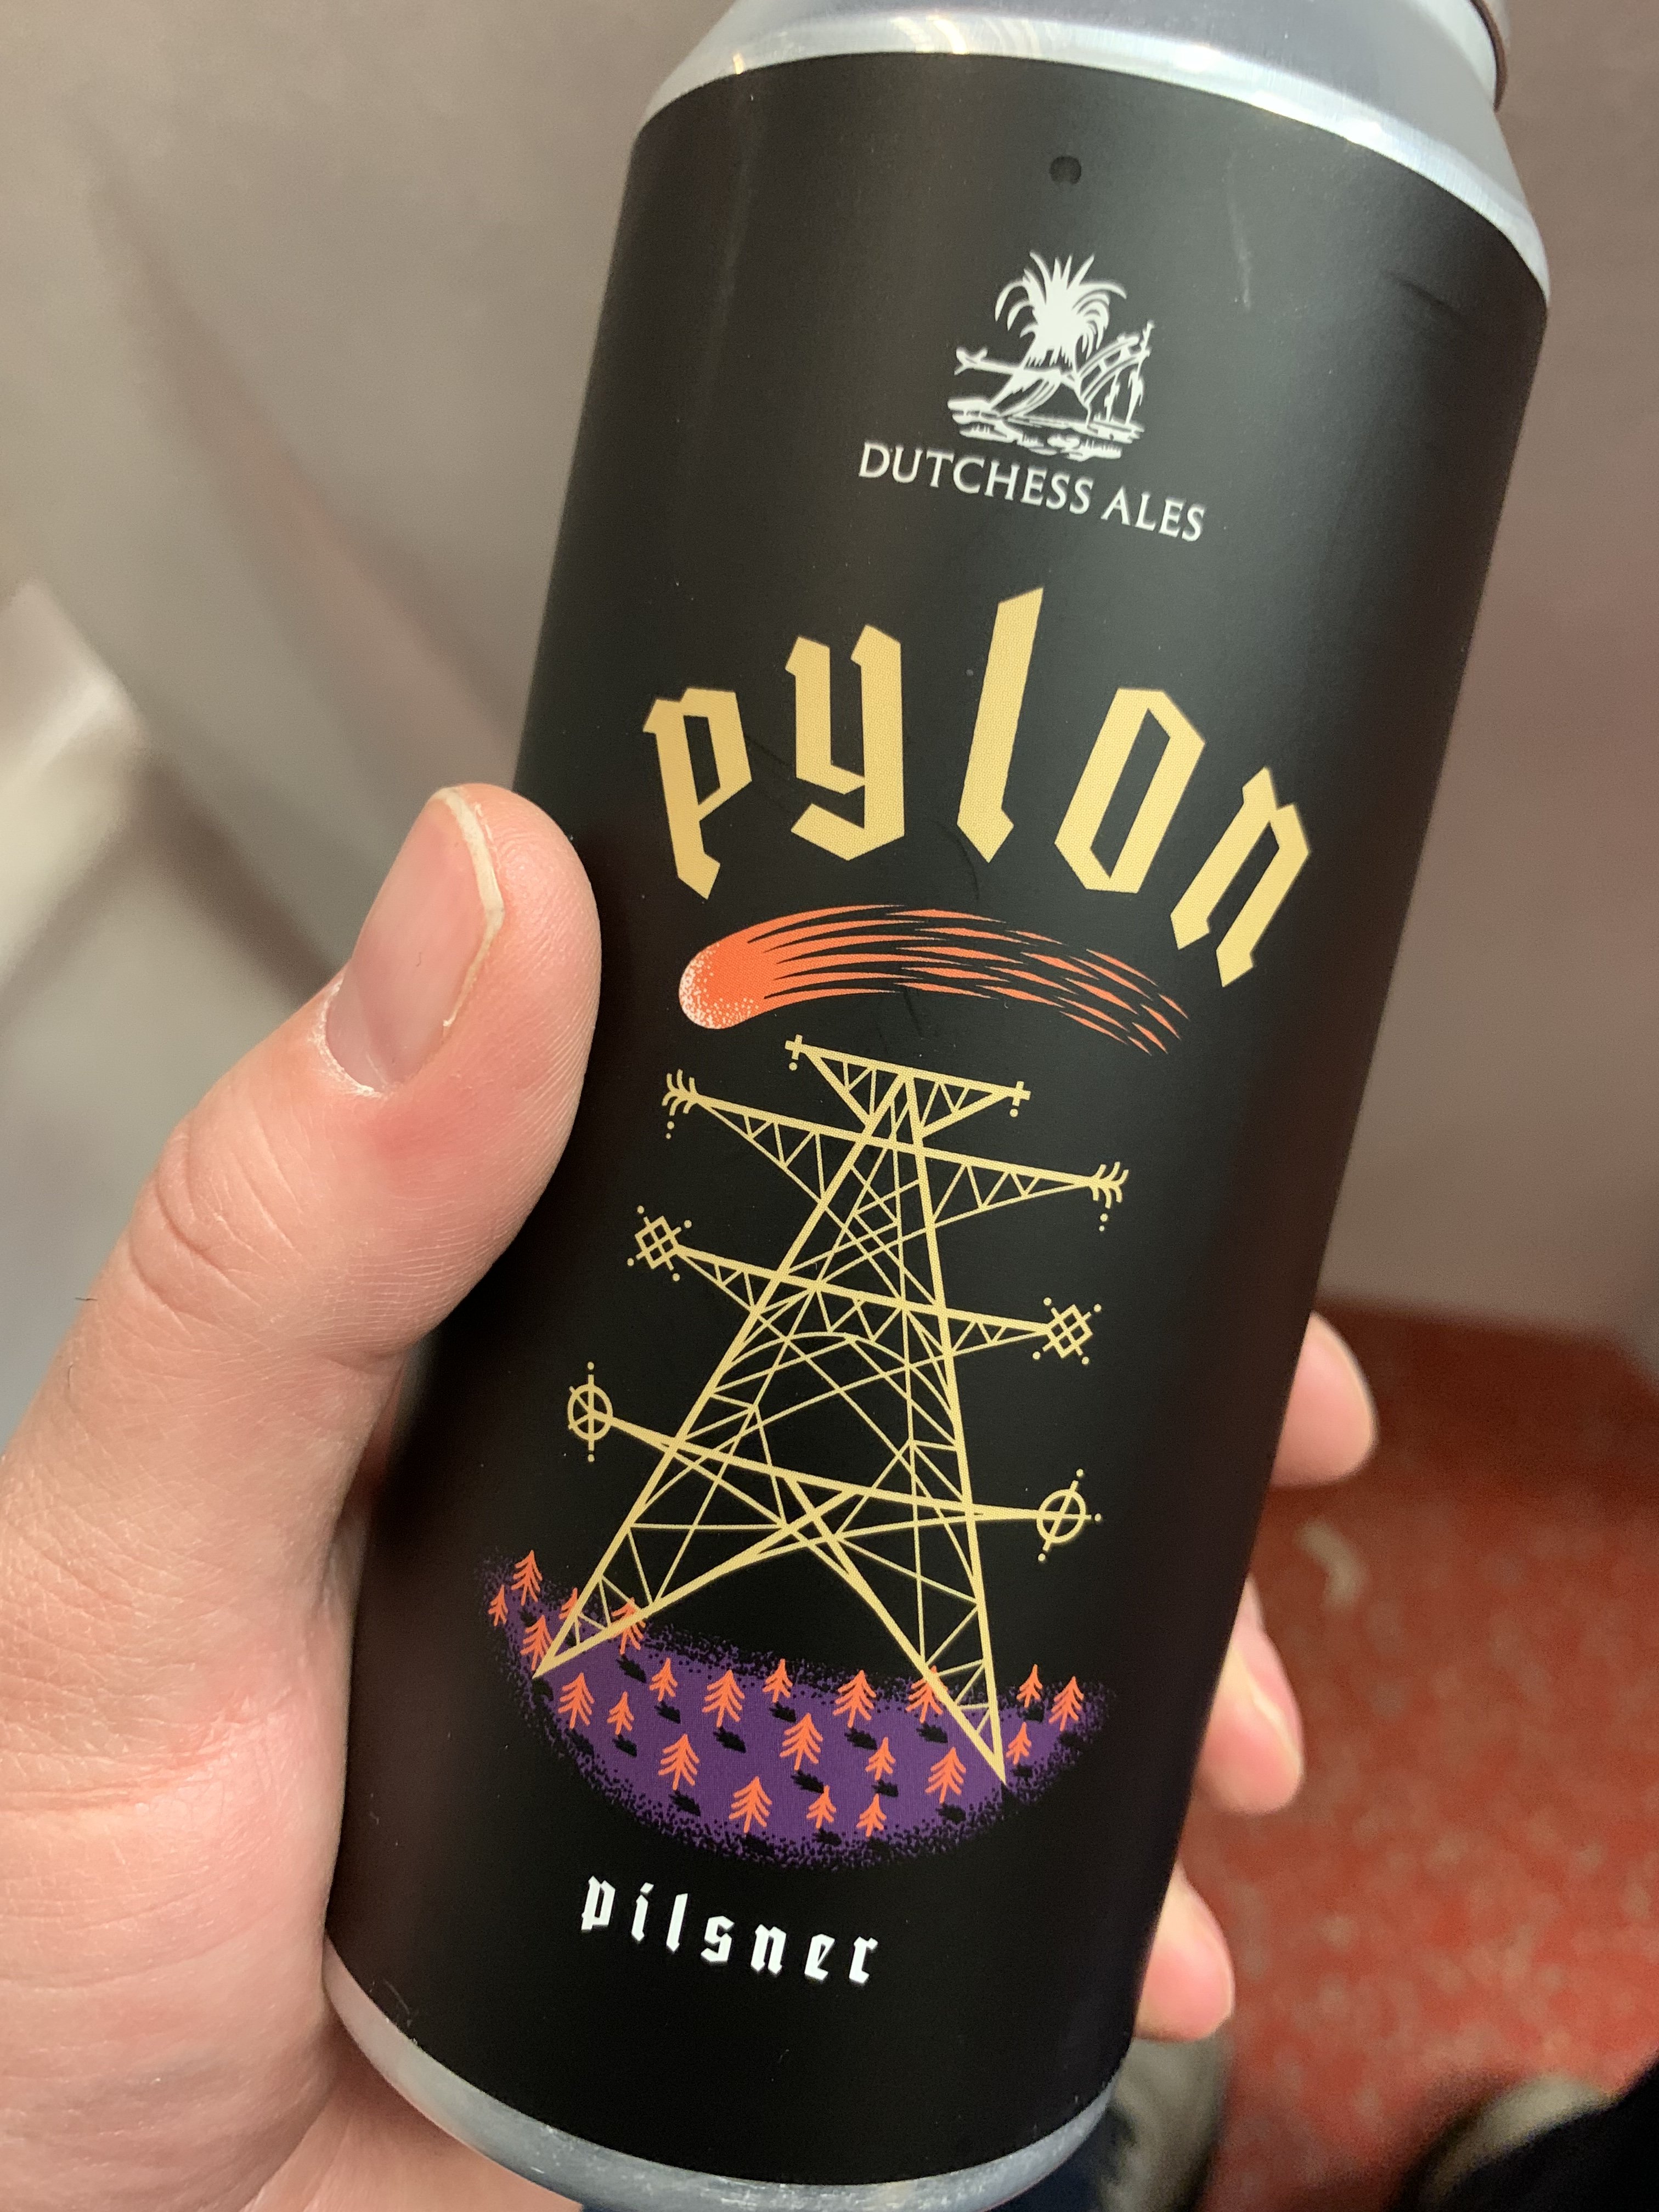 DUTCHESS ALES
pylon
pilsner